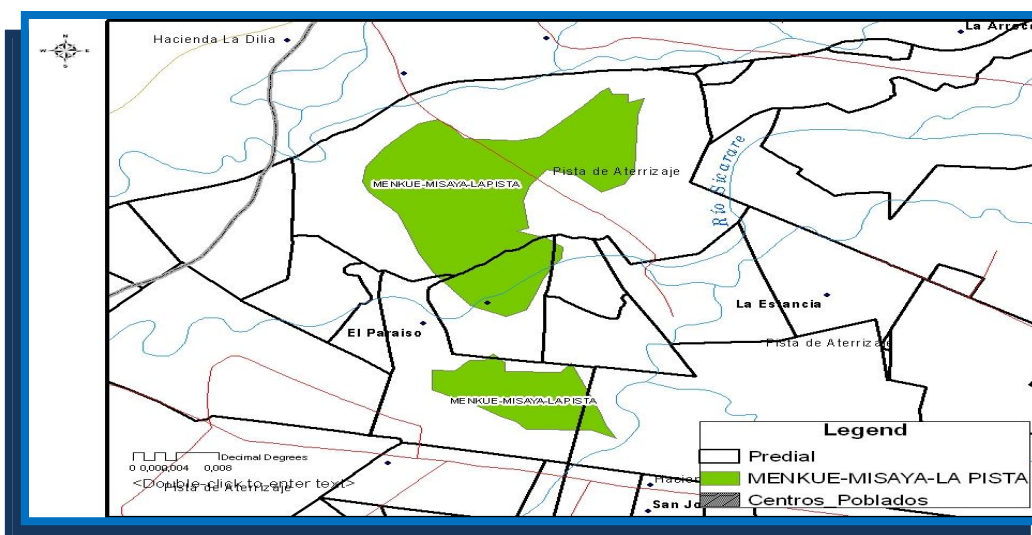 N
W E
S
Hacienda La Dilia
La Arroc
MENKUE-MISAYA-LAPISTA
Pista de Aterrizaje
Río Sicarare
La Estancia
El Paraiso
Pista de Aterrizaje
MENKUE-MISAYA-LAPISTA
Decimal Degrees
0 0,000,004 0,008
<Double-click to enter text>
Pista de Aterrizaje
Hacien
San Jo
Legend
Predial
MENKUE-MISAYA-LA PISTA
Centros_Poblados